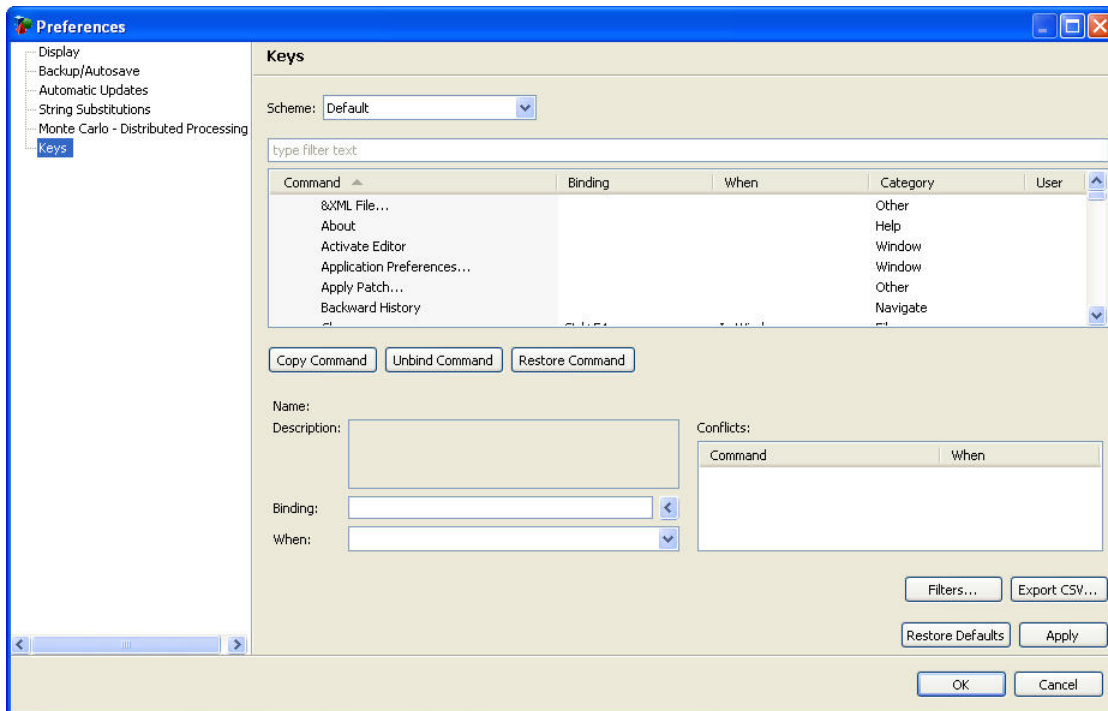 Preferences
Display
Backup/Autosave
Automatic Updates
String Substitutions
Monte Carlo - Distributed Processing
Keys
Keys
Scheme: Default
type filter text
Command Binding When Category User
&XML File... Other
About Help
Activate Editor Window
Application Preferences... Window
Apply Patch... Other
Backward History Navigate
Copy Command Unbind Command Restore Command
Name:
Description:
Conflicts:
Command When
Binding:
When:
Filters... Export CSV...
Restore Defaults Apply
OK Cancel